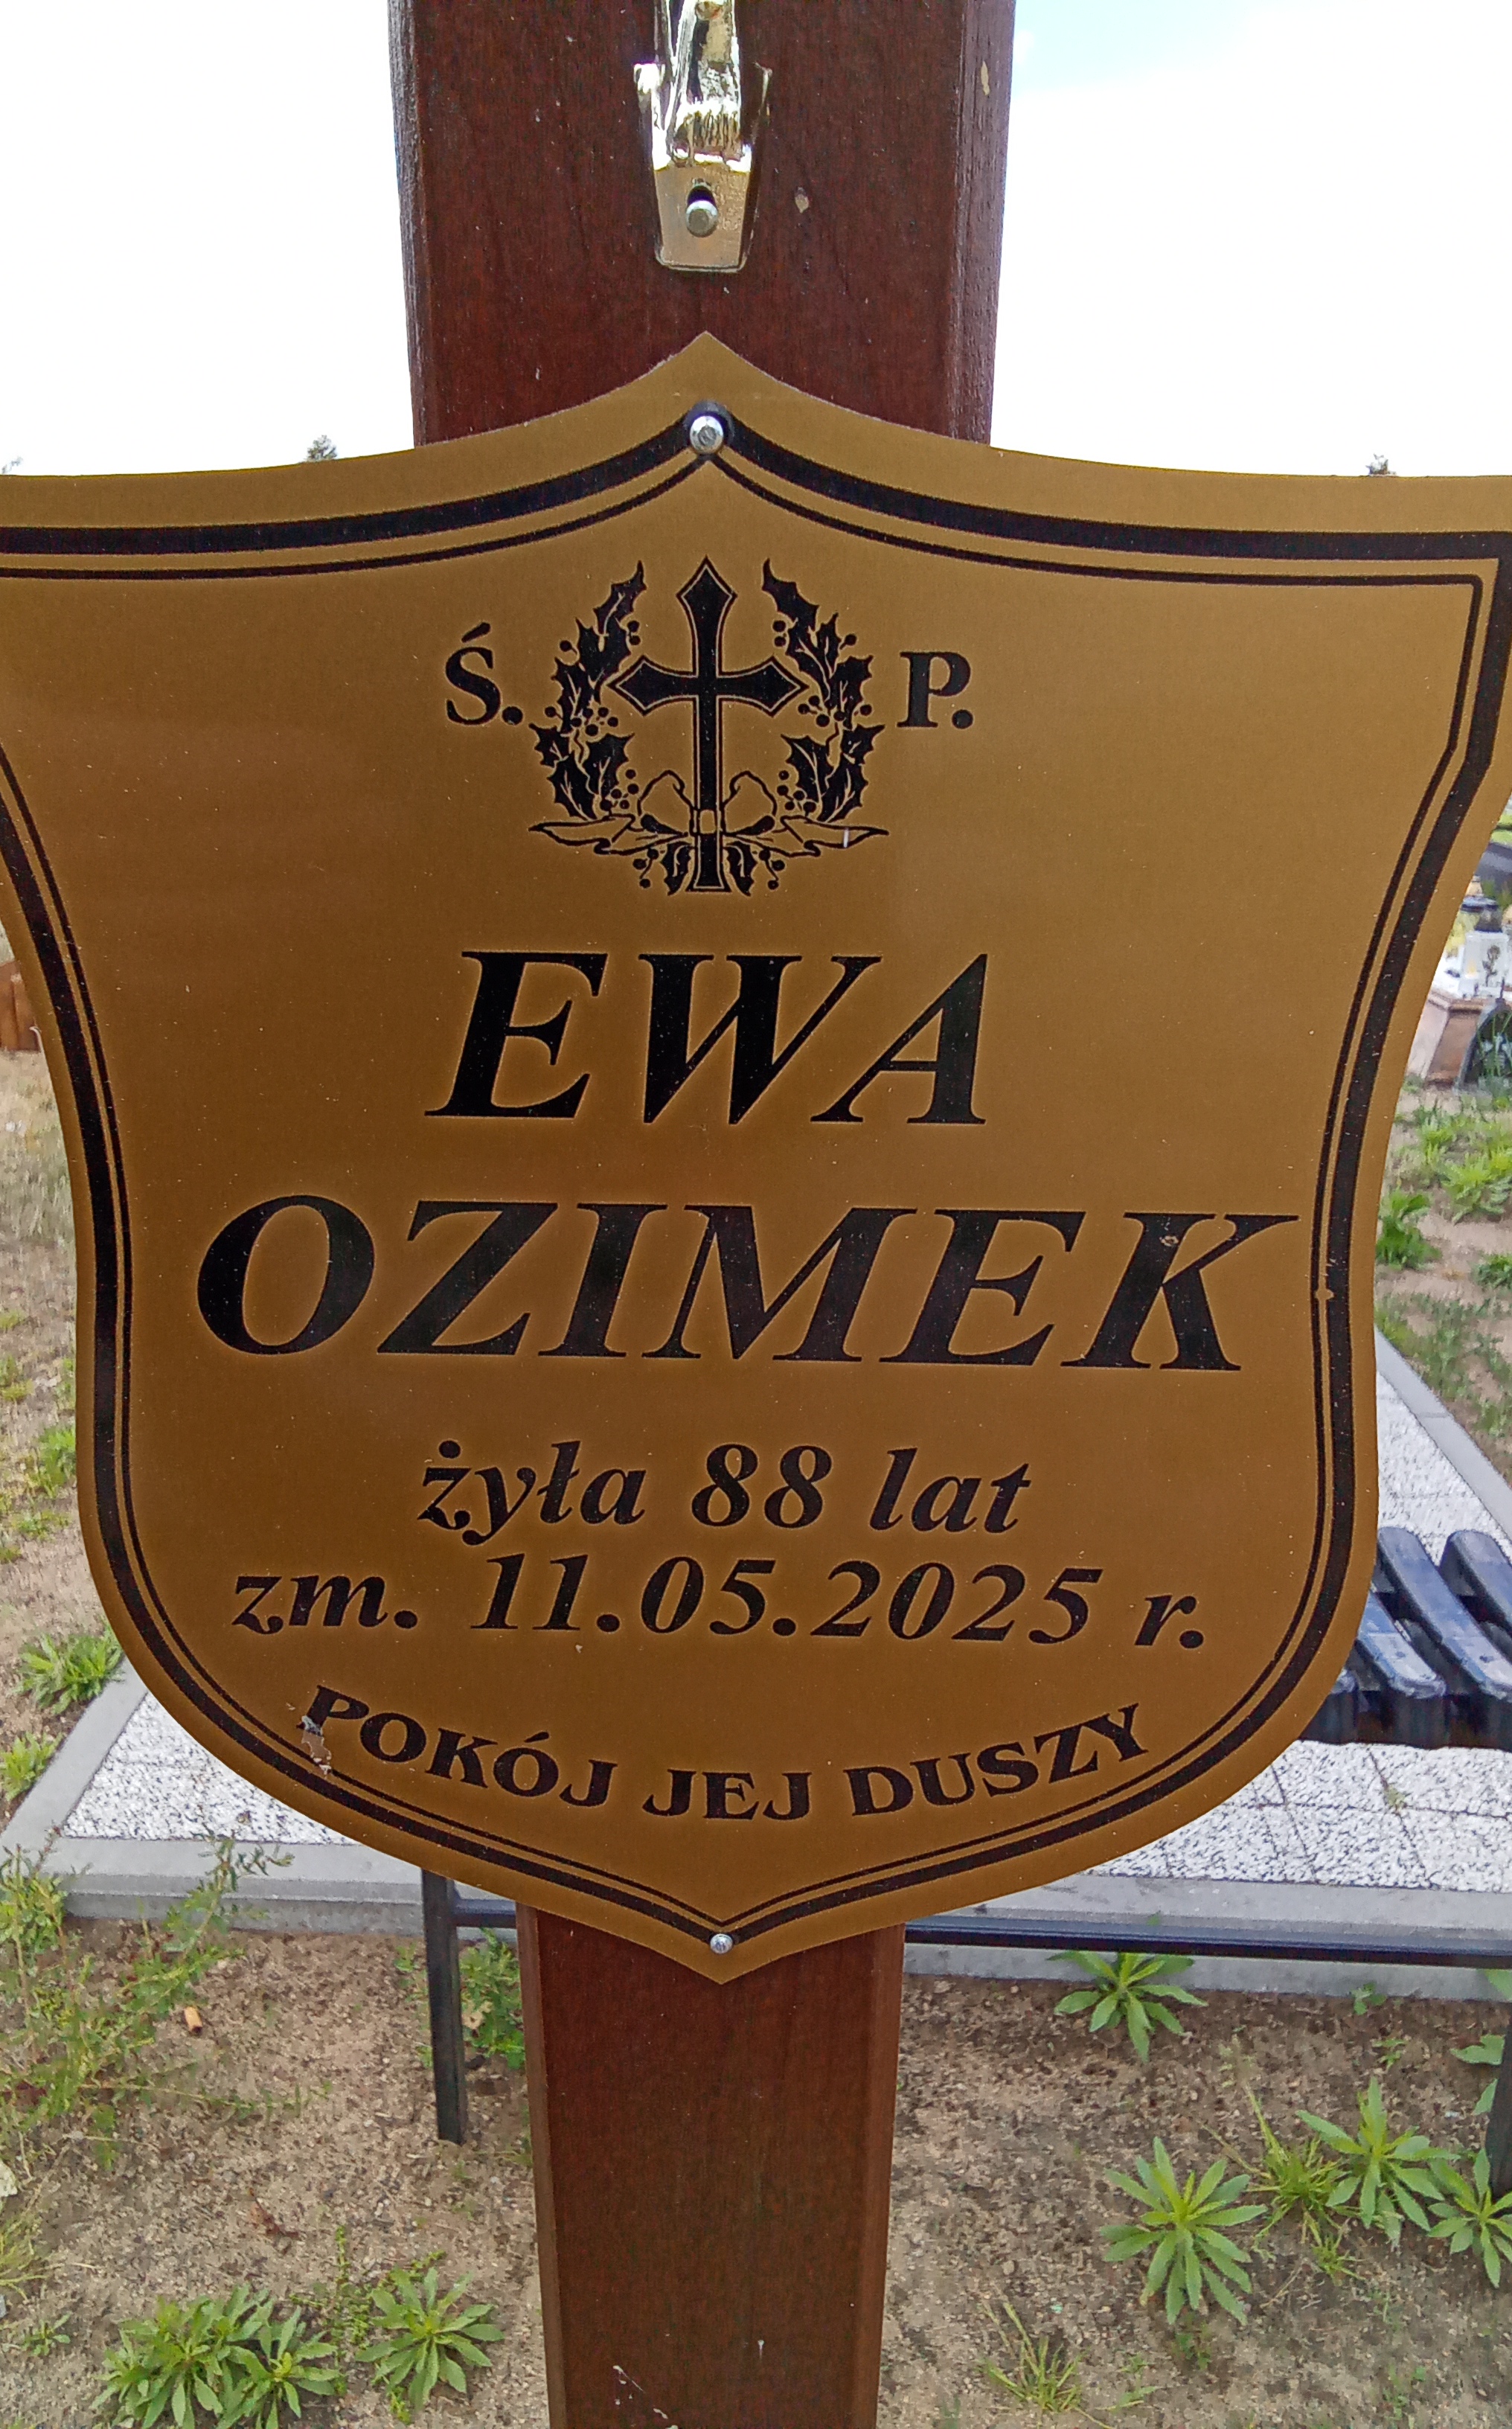 Ś. P.
EWA
OZIMEK
żyła 88 lat
zm. 11.05.2025 r.
POKÓJ JEJ DUSZY